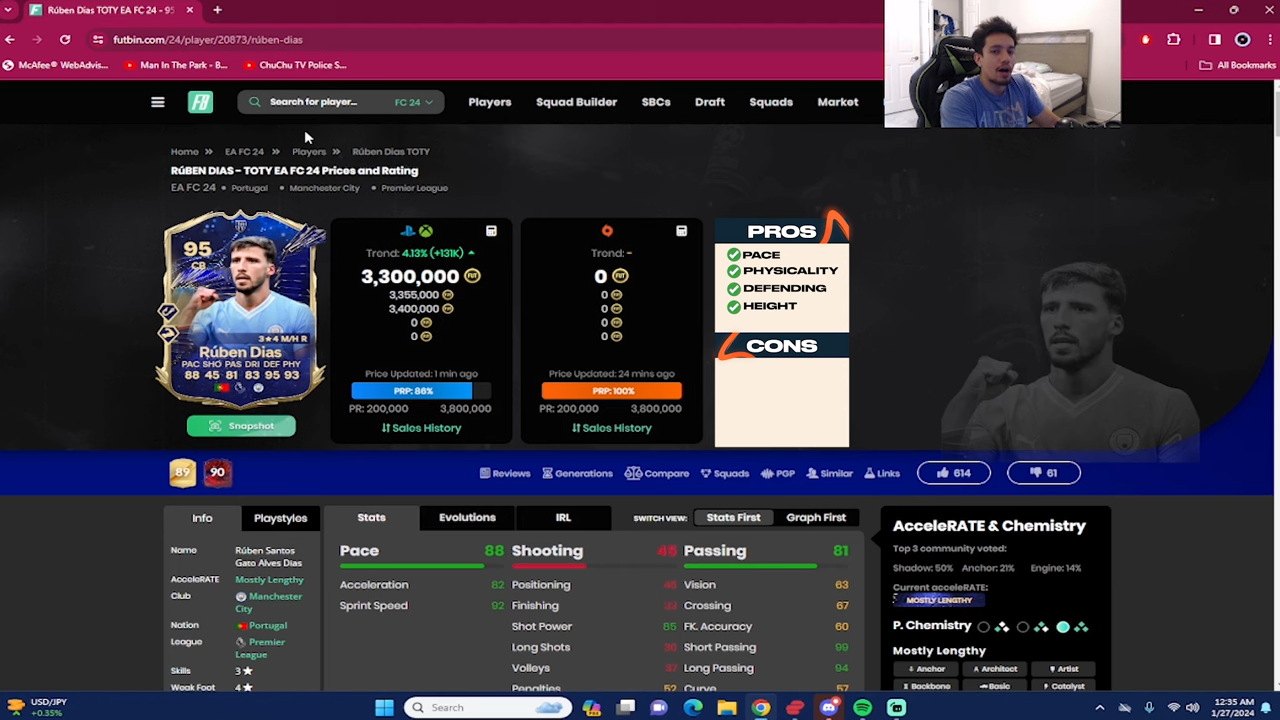 Rúben Dias TOTY EA FC 24 - 95
futbin.com/24/player/20873/rúben-dias
McAfee® WebAdvis...
Man In The Park - B...
ChuChu TV Police S...
All Bookmarks
Search for player...
FC 24
Players
Squad Builder
SBCs
Draft
Squads
Market
Home » EA FC 24 » Players » Rúben Dias TOTY
RúBEN DIAS - TOTY EA FC 24 Prices and Rating
EA FC 24 • Portugal • Manchester City • Premier League
95
CB
3★4 M/H R
Rúben Dias
PAC SHO PAS DRI DEF PHY
88 45 81 83 95 93
Snapshot
Trend: 4.13% (+131K)
3,300,000
3,355,000
3,400,000
0
0
Price Updated: 1 min ago
PRP: 86%
PR: 200,000 3,800,000
Sales History
Trend: -
0
0
0
0
0
Price Updated: 24 mins ago
PRP: 100%
PR: 200,000 3,800,000
Sales History
PROS
PACE
PHYSICALITY
DEFENDING
HEIGHT
CONS
89
90
Reviews
Generations
Compare
Squads
PGP
Similar
Links
614
61
Info
Playstyles
Name Rúben Santos
Gato Alves Dias
AcceleRATE Mostly Lengthy
Club Manchester
City
Nation Portugal
League Premier
League
Skills 3★
Weak Foot 4★
Stats
Evolutions
IRL
SWITCH VIEW:
Stats First
Graph First
Pace 88
Acceleration 82
Sprint Speed 92
Shooting 45
Positioning
Finishing
Shot Power 85
Long Shots
Volleys
Penalties 52
Passing 81
Vision 63
Crossing 67
FK. Accuracy 60
Short Passing 99
Long Passing 94
Curve 57
AcceleRATE & Chemistry
Top 3 community voted:
Shadow: 50% Anchor: 21% Engine: 14%
Current acceleRATE:
MOSTLY LENGTHY
P. Chemistry
Mostly Lengthy
Anchor
Architect
Artist
Backbone
Basic
Catalyst
USD/JPY
+0.35%
Search
12:35 AM
1/27/2024